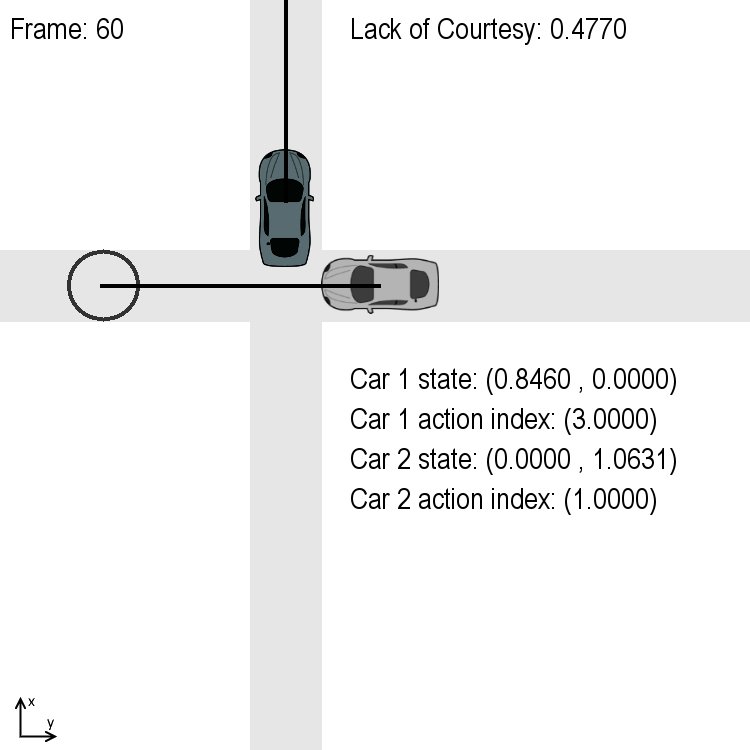 Frame: 60
Lack of Courtesy: 0.4770
Car 1 state: (0.8460 , 0.0000)
Car 1 action index: (3.0000)
Car 2 state: (0.0000 , 1.0631)
Car 2 action index: (1.0000)
x
y